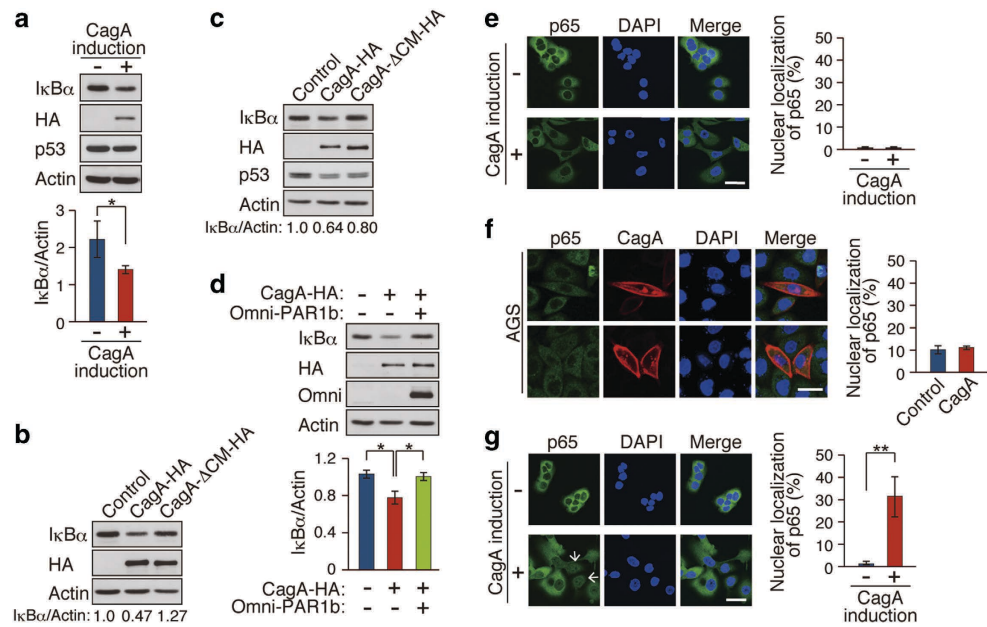 a
CagA
induction
- +
IκBα
HA
p53
Actin
*
IκBα/Actin
3
2
1
0
- +
CagA
induction
b
Control
CagA-HA
CagA-ΔCM-HA
IκBα
HA
Actin
IκBα/Actin: 1.0 0.47 1.27
c
Control
CagA-HA
CagA-ΔCM-HA
IκBα
HA
p53
Actin
IκBα/Actin: 1.0 0.64 0.80
d
CagA-HA: - + +
Omni-PAR1b: - - +
IκBα
HA
Omni
Actin
* *
IκBα/Actin
1.2
0.8
0.4
0
CagA-HA: - + +
Omni-PAR1b: - - +
e
p65 DAPI Merge
CagA induction
-
+
Nuclear localization
of p65 (%)
50
40
30
20
10
0
- +
CagA
induction
f
p65 CagA DAPI Merge
AGS
Nuclear localization
of p65 (%)
50
40
30
20
10
0
Control
CagA
g
p65 DAPI Merge
CagA induction
-
+
**
Nuclear localization
of p65 (%)
50
40
30
20
10
0
- +
CagA
induction